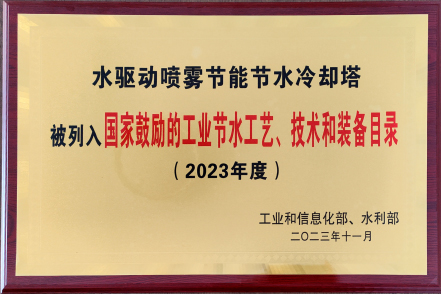 水驱动喷雾节能节水冷却塔
被列入国家鼓励的工业节水工艺、技术和装备目录
（2023年度）
工业和信息化部、水利部
二〇二三年十一月